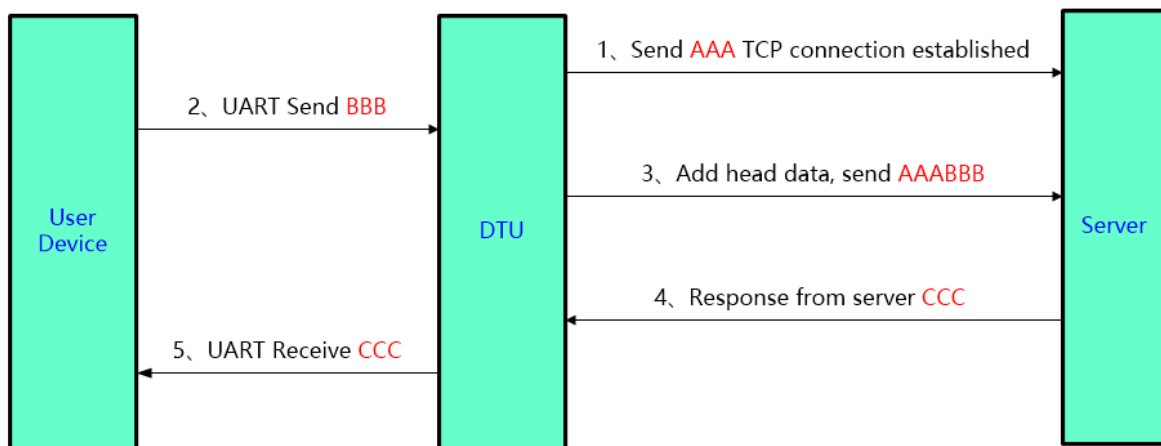 1、Send AAA TCP connection established
2、UART Send BBB
3、Add head data, send AAABBB
User
Device
DTU
Server
4、Response from server CCC
5、UART Receive CCC